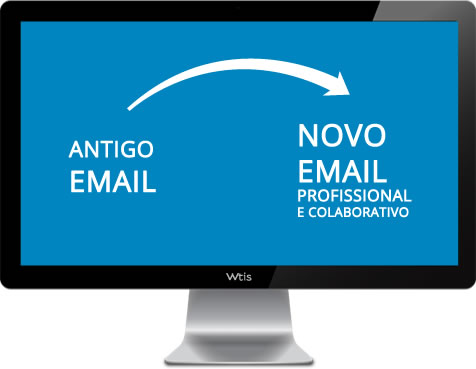 ANTIGO
EMAIL
NOVO
EMAIL
PROFISSIONAL
E COLABORATIVO
Wtis